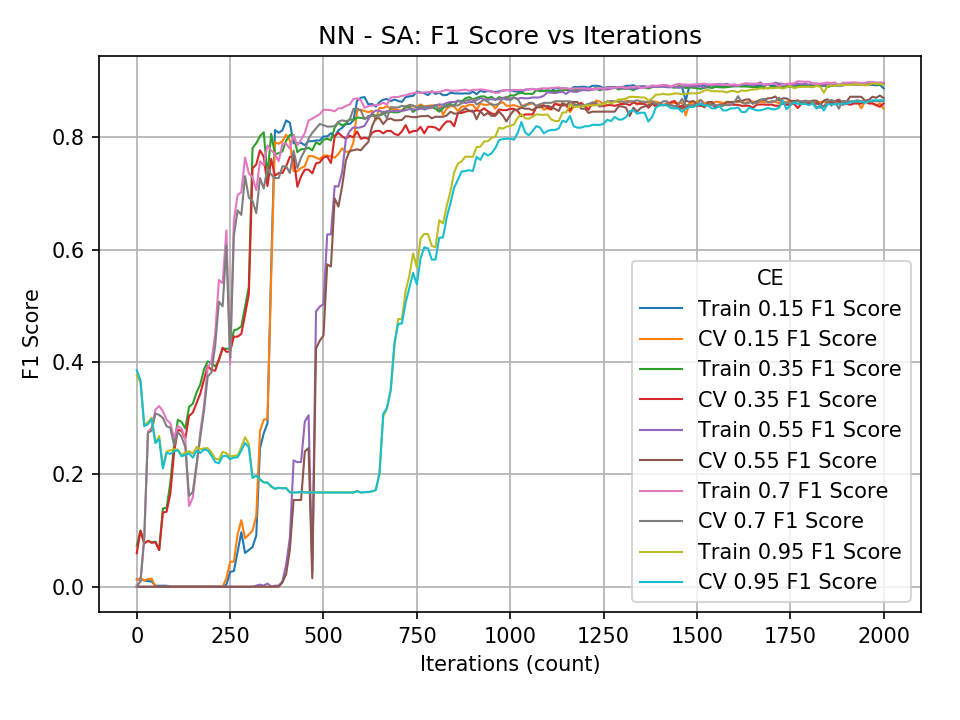 NN - SA: F1 Score vs Iterations
F1 Score
0.8
0.6
0.4
0.2
0.0
0 250 500 750 1000 1250 1500 1750 2000
Iterations (count)
CE
Train 0.15 F1 Score
CV 0.15 F1 Score
Train 0.35 F1 Score
CV 0.35 F1 Score
Train 0.55 F1 Score
CV 0.55 F1 Score
Train 0.7 F1 Score
CV 0.7 F1 Score
Train 0.95 F1 Score
CV 0.95 F1 Score